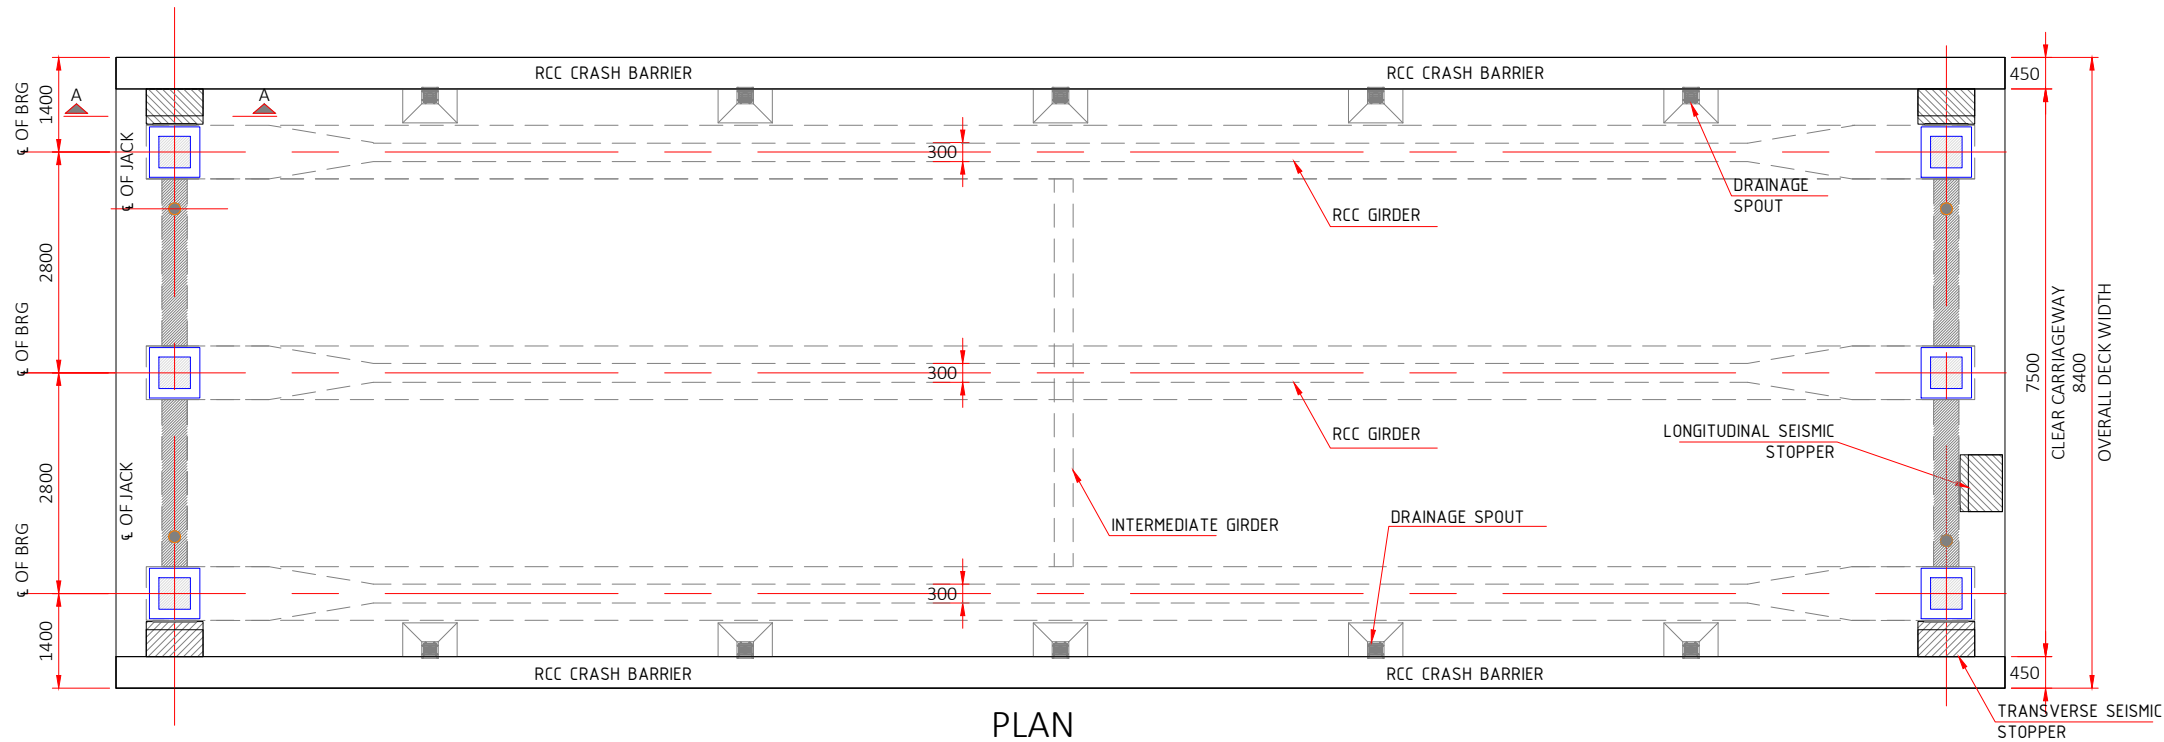 RCC CRASH BARRIER
RCC CRASH BARRIER
450
A
A
℄ OF BRG
1400
℄ OF JACK
300
DRAINAGE
SPOUT
RCC GIRDER
2800
℄ OF BRG
300
7500
CLEAR CARRIAGEWAY
8400
OVERALL DECK WIDTH
RCC GIRDER
LONGITUDINAL SEISMIC
STOPPER
2800
℄ OF JACK
INTERMEDIATE GIRDER
DRAINAGE SPOUT
℄ OF BRG
300
1400
RCC CRASH BARRIER
RCC CRASH BARRIER
450
TRANSVERSE SEISMIC
STOPPER
PLAN